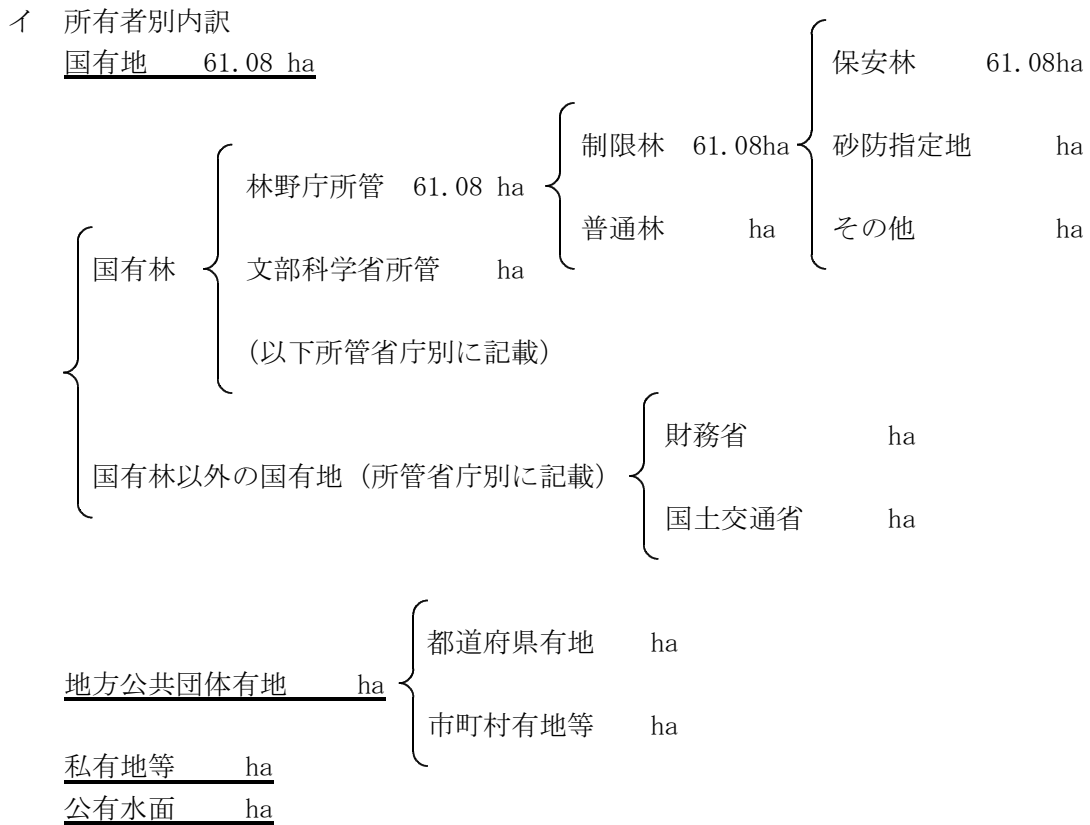 イ 所有者別内訳
国有地 61.08 ha
保安林 61.08ha
制限林 61.08ha
砂防指定地 ha
林野庁所管 61.08 ha
普通林 ha
その他 ha
国有林
文部科学省所管 ha
(以下所管省庁別に記載)
財務省 ha
国有林以外の国有地(所管省庁別に記載)
国土交通省 ha
都道府県有地 ha
地方公共団体有地 ha
市町村有地等 ha
私有地等 ha
公有水面 ha